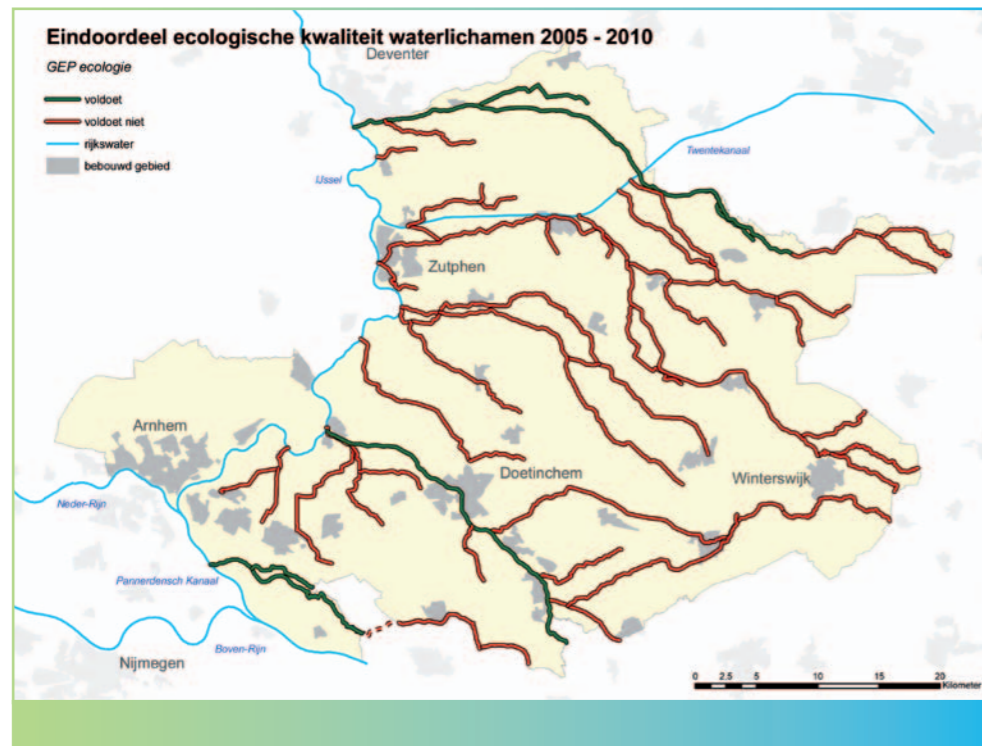 Eindoordeel ecologische kwaliteit waterlichamen 2005 - 2010
Deventer
GEP ecologie
voldoet
voldoet niet
rijkswater
bebouwd gebied
Twentekanaal
IJssel
Zutphen
Arnhem
Doetinchem
Winterswijk
Neder-Rijn
Pannerdensch Kanaal
Boven-Rijn
Nijmegen
0 2,5 5 10 15 20
Kilometer